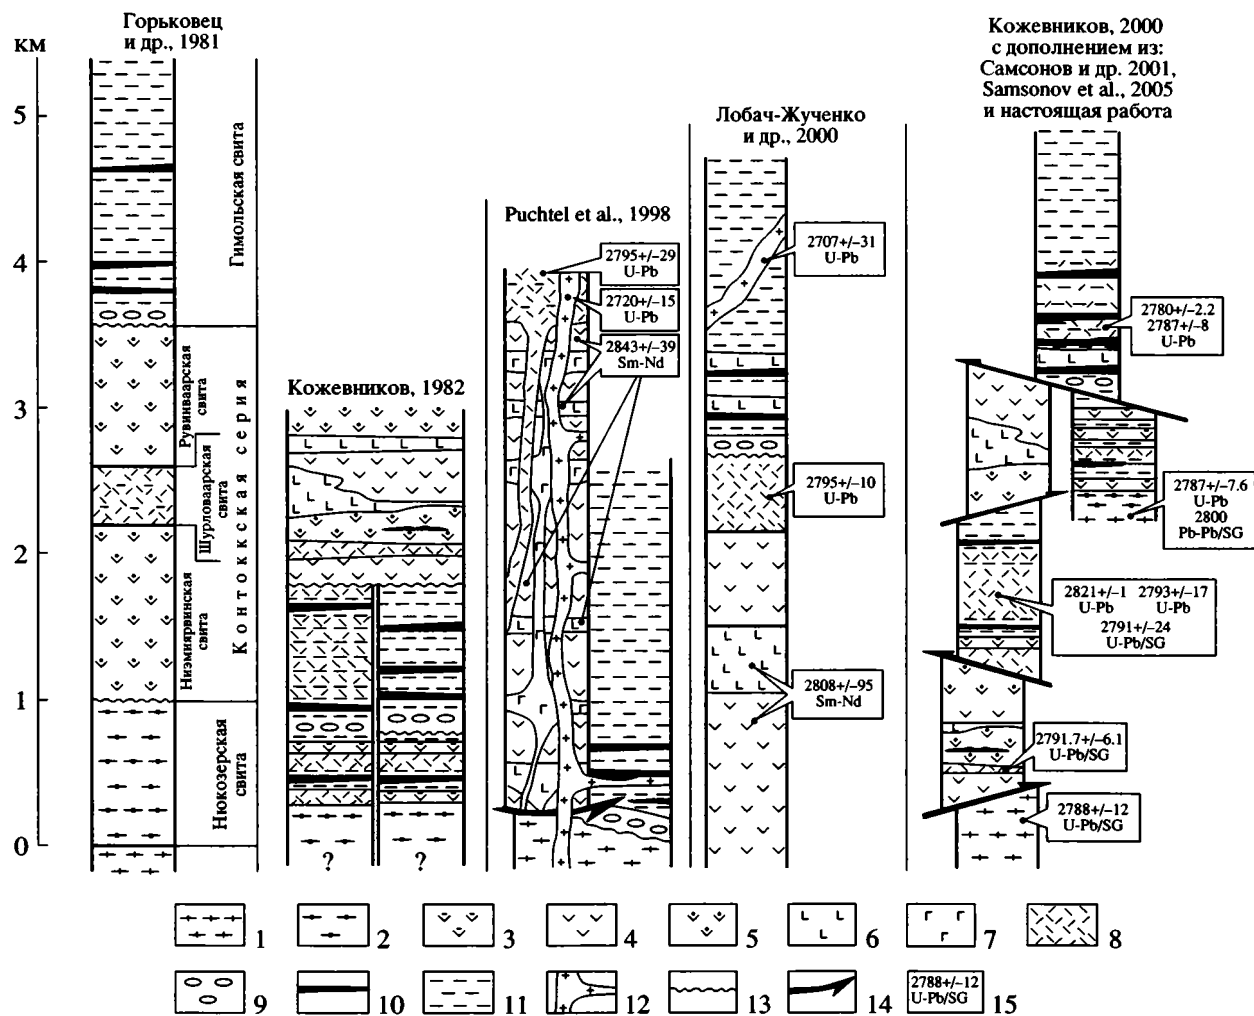 Горьковец
и др., 1981
км
5
4
3
2
1
0
Гимольская свита
Рувинваарская
свита
Шурловаарская
свита
Ниэмиярвинская
свита
Контоккская серия
Нюкозерская
свита
Кожевников, 1982
?
?
Puchtel et al., 1998
2795+/–29
U-Pb
2720+/–15
U-Pb
2843+/–39
Sm-Nd
Лобач-Жученко
и др., 2000
2707+/–31
U-Pb
2795+/–10
U-Pb
2808+/–95
Sm-Nd
Кожевников, 2000
с дополнением из:
Самсонов и др. 2001,
Samsonov et al., 2005
и настоящая работа
2780+/–2.2
2787+/–8
U-Pb
2787+/–7.6
U-Pb
2800
Pb-Pb/SG
2821+/–1 2793+/–17
U-Pb U-Pb
2791+/–24
U-Pb/SG
2791.7+/–6.1
U-Pb/SG
2788+/–12
U-Pb/SG
1
2
3
4
5
6
7
8
9
10
11
12
13
14
2788+/–12
U-Pb/SG
15